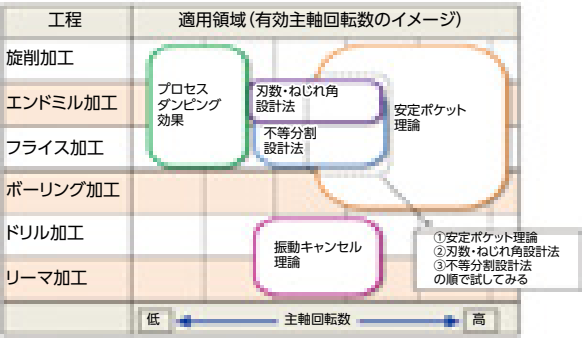 工程
適用領域（有効主軸回転数のイメージ）
旋削加工
エンドミル加工
フライス加工
ボーリング加工
ドリル加工
リーマ加工
プロセス
ダンピング
効果
刃数・ねじれ角
設計法
不等分割
設計法
安定ポケット
理論
振動キャンセル
理論
①安定ポケット理論
②刃数・ねじれ角設計法
③不等分割設計法
の順で試してみる
低
主軸回転数
高